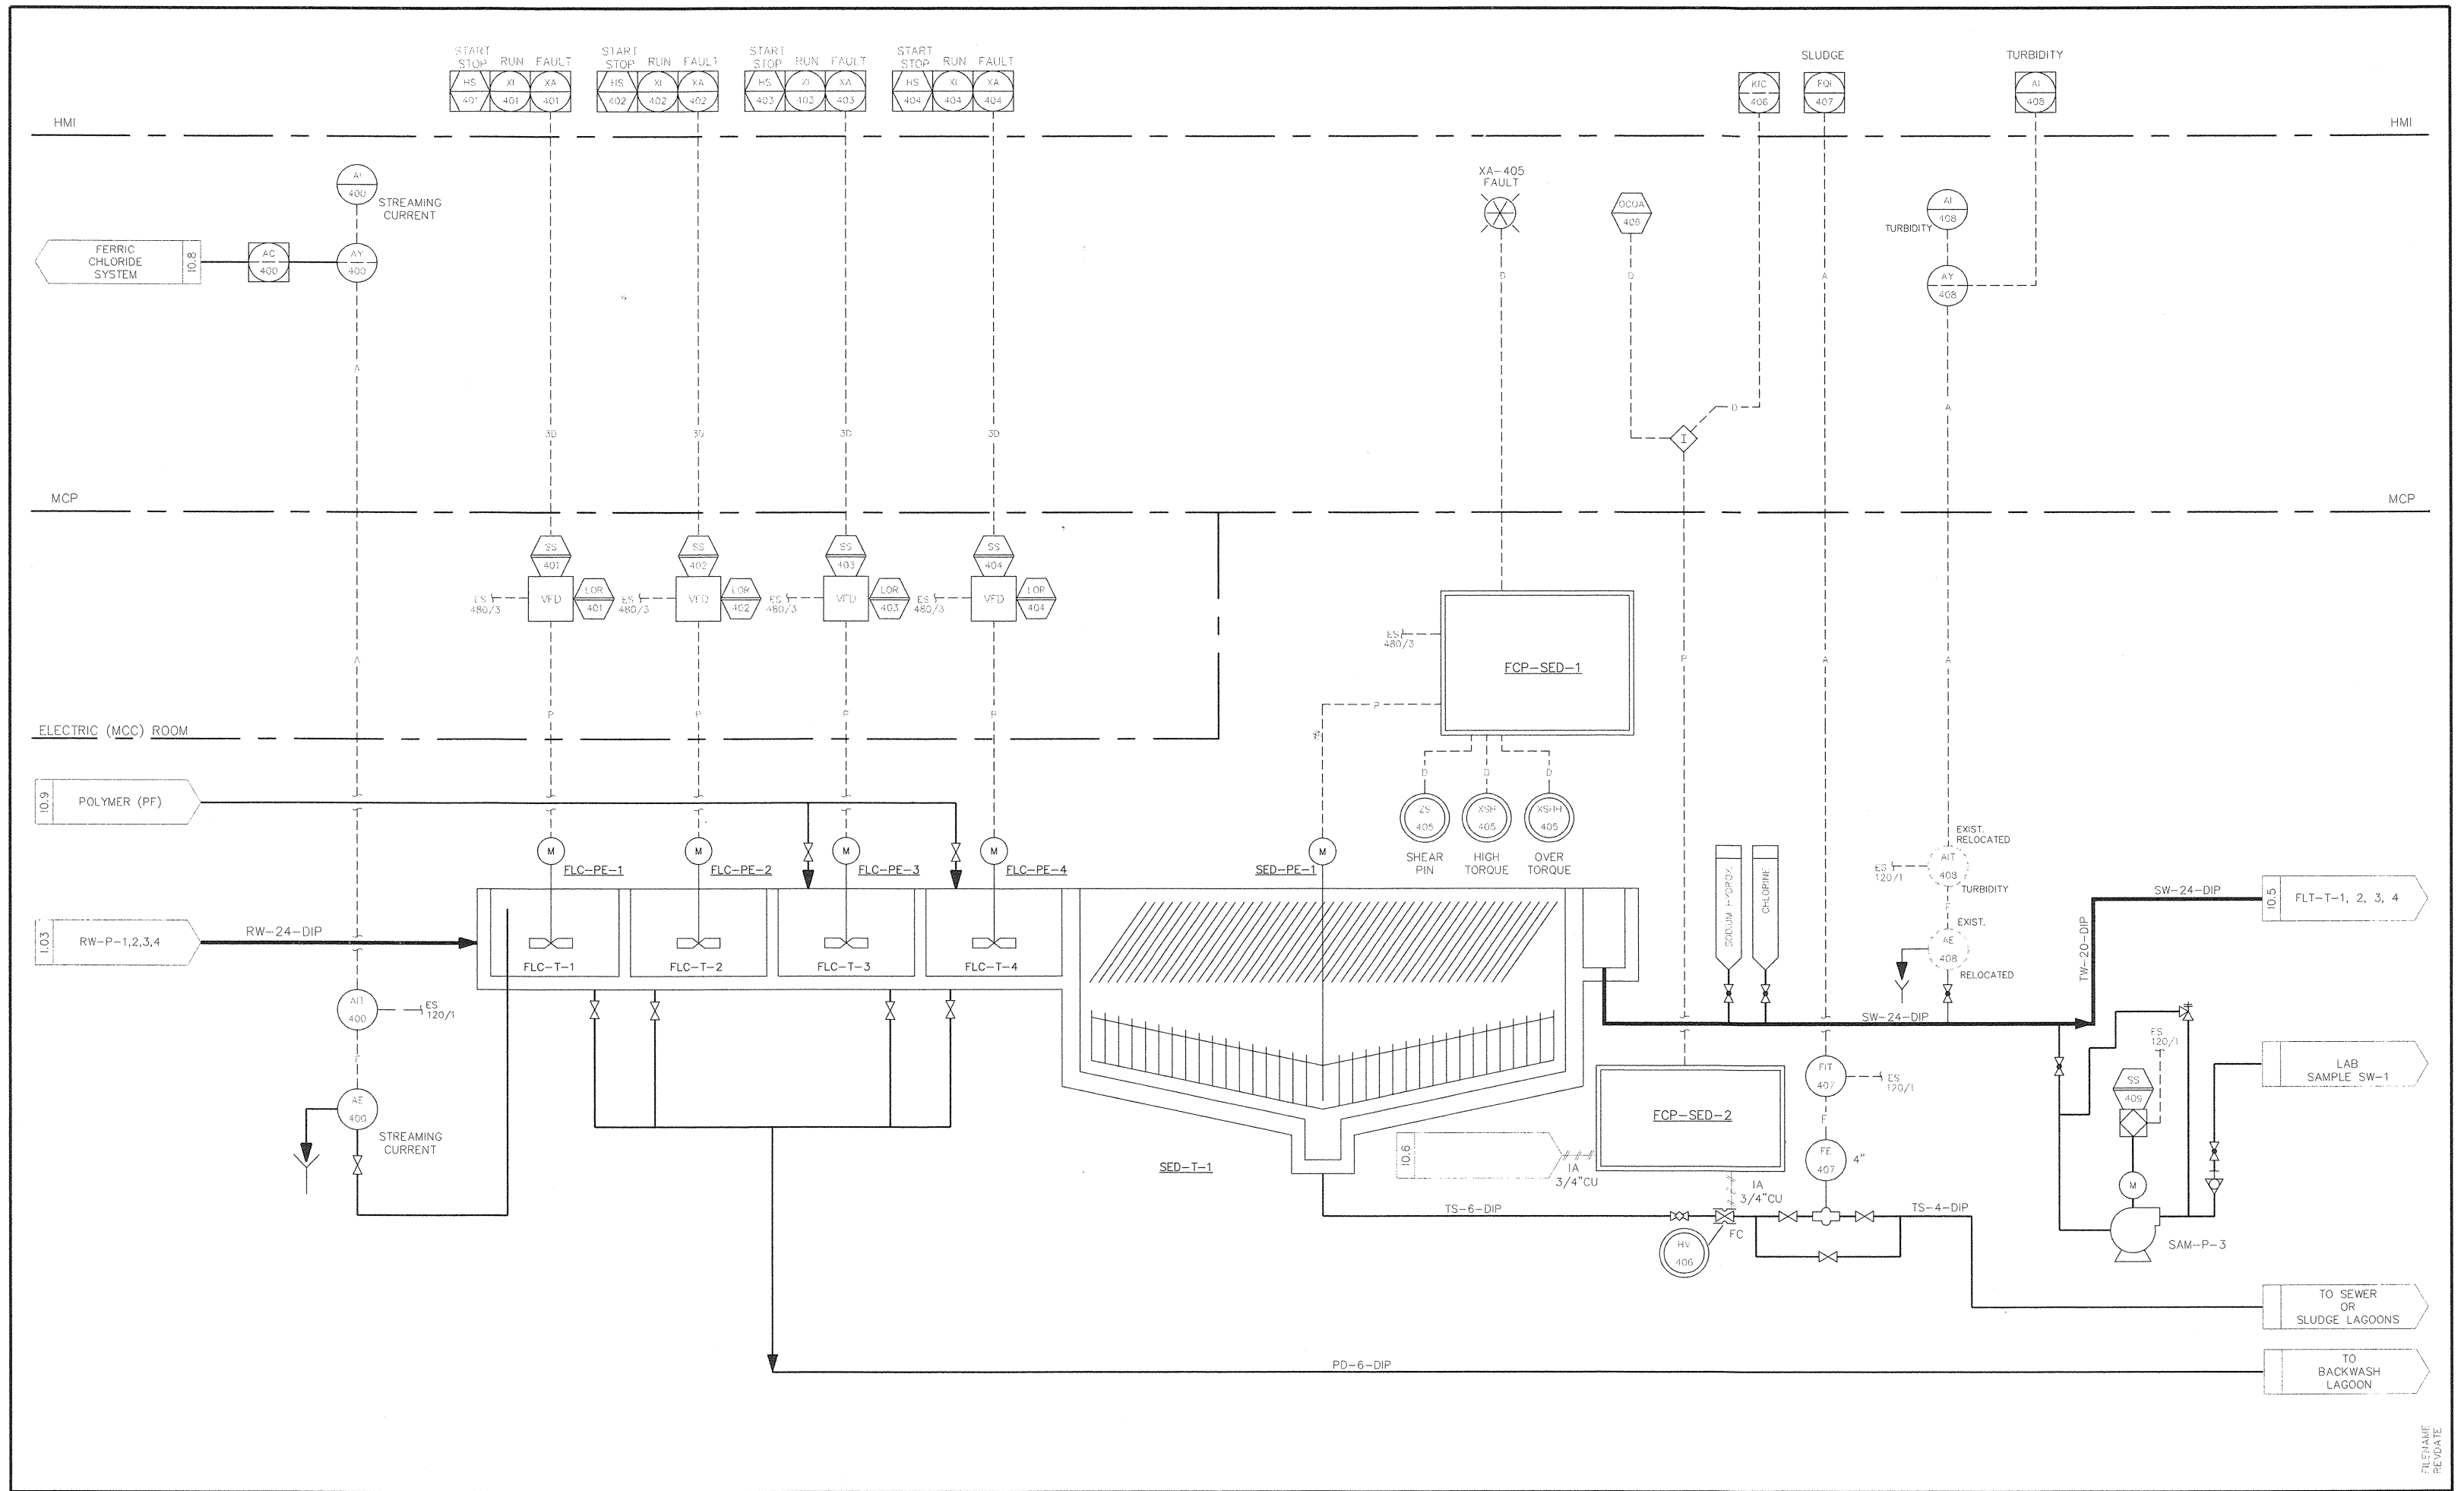 START
STOP
RUN
FAULT
START
STOP
RUN
FAULT
START
STOP
RUN
FAULT
START
STOP
RUN
FAULT
SLUDGE
TURBIDITY
HS
401
XI
401
XA
401
HS
402
XI
402
XA
402
HS
403
XI
403
XA
403
HS
404
XI
404
XA
404
KIC
406
FQI
407
AI
408
HMI
HMI
AI
400
STREAMING
CURRENT
XA-405
FAULT
406
AI
408
TURBIDITY
FERRIC
CHLORIDE
SYSTEM
10.8
AC
400
AY
400
D
D
A
AY
408
A
3D
3D
3D
3D
D
I
A
MCP
MCP
SS
401
SS
402
SS
403
SS
404
ES
480/3
VFD
LOR
401
ES
480/3
VFD
LOR
402
ES
480/3
VFD
LOR
403
ES
480/3
VFD
LOR
404
ES
480/3
FCP-SED-1
A
P
A
A
P
P
P
P
P
ELECTRIC (MCC) ROOM
D
D
D
10.9
POLYMER (PF)
ZS
405
XSH
405
XSHH
405
SHEAR
PIN
HIGH
TORQUE
OVER
TORQUE
M
FLC-PE-1
M
FLC-PE-2
M
FLC-PE-3
M
FLC-PE-4
SED-PE-1
M
EXIST.
RELOCATED
AIT
408
ES
120/1
TURBIDITY
F
SODIUM HYDROX.
CHLORINE
EXIST.
AE
408
RELOCATED
SW-24-DIP
10.5
FLT-T-1, 2, 3, 4
TW-20-DIP
1.03
RW-P-1,2,3,4
RW-24-DIP
FLC-T-1
FLC-T-2
FLC-T-3
FLC-T-4
SW-24-DIP
AIT
400
ES
120/1
F
AE
400
STREAMING
CURRENT
FIT
407
ES
120/1
F
FE
407
4"
FCP-SED-2
ES
120/1
SS
409
M
SAM-P-3
LAB
SAMPLE SW-1
SED-T-1
10.6
IA
3/4"CU
IA
3/4"CU
TS-6-DIP
FC
HV
406
TS-4-DIP
TO SEWER
OR
SLUDGE LAGOONS
PD-6-DIP
TO
BACKWASH
LAGOON
FILENAME
REVDATE